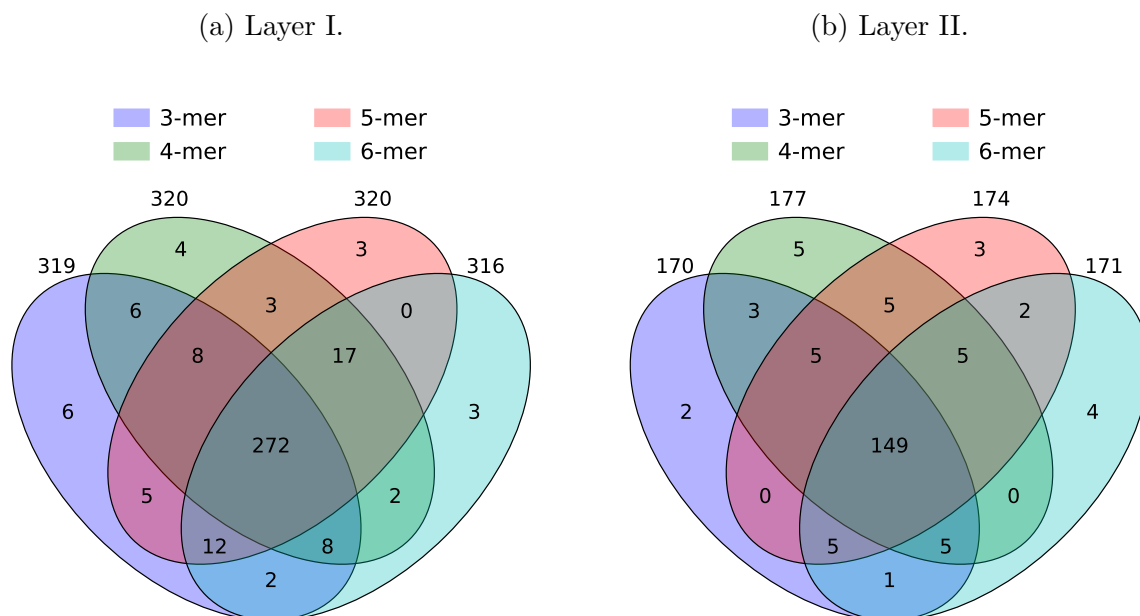 (a) Layer I.
3-mer 5-mer
4-mer 6-mer
320 320
319 316
4 3
6 3 0
8 17
6 3
272
5 2
12 8
2
(b) Layer II.
3-mer 5-mer
4-mer 6-mer
177 174
170 171
5 3
3 5 2
5 5
2 4
149
0 0
5 5
1